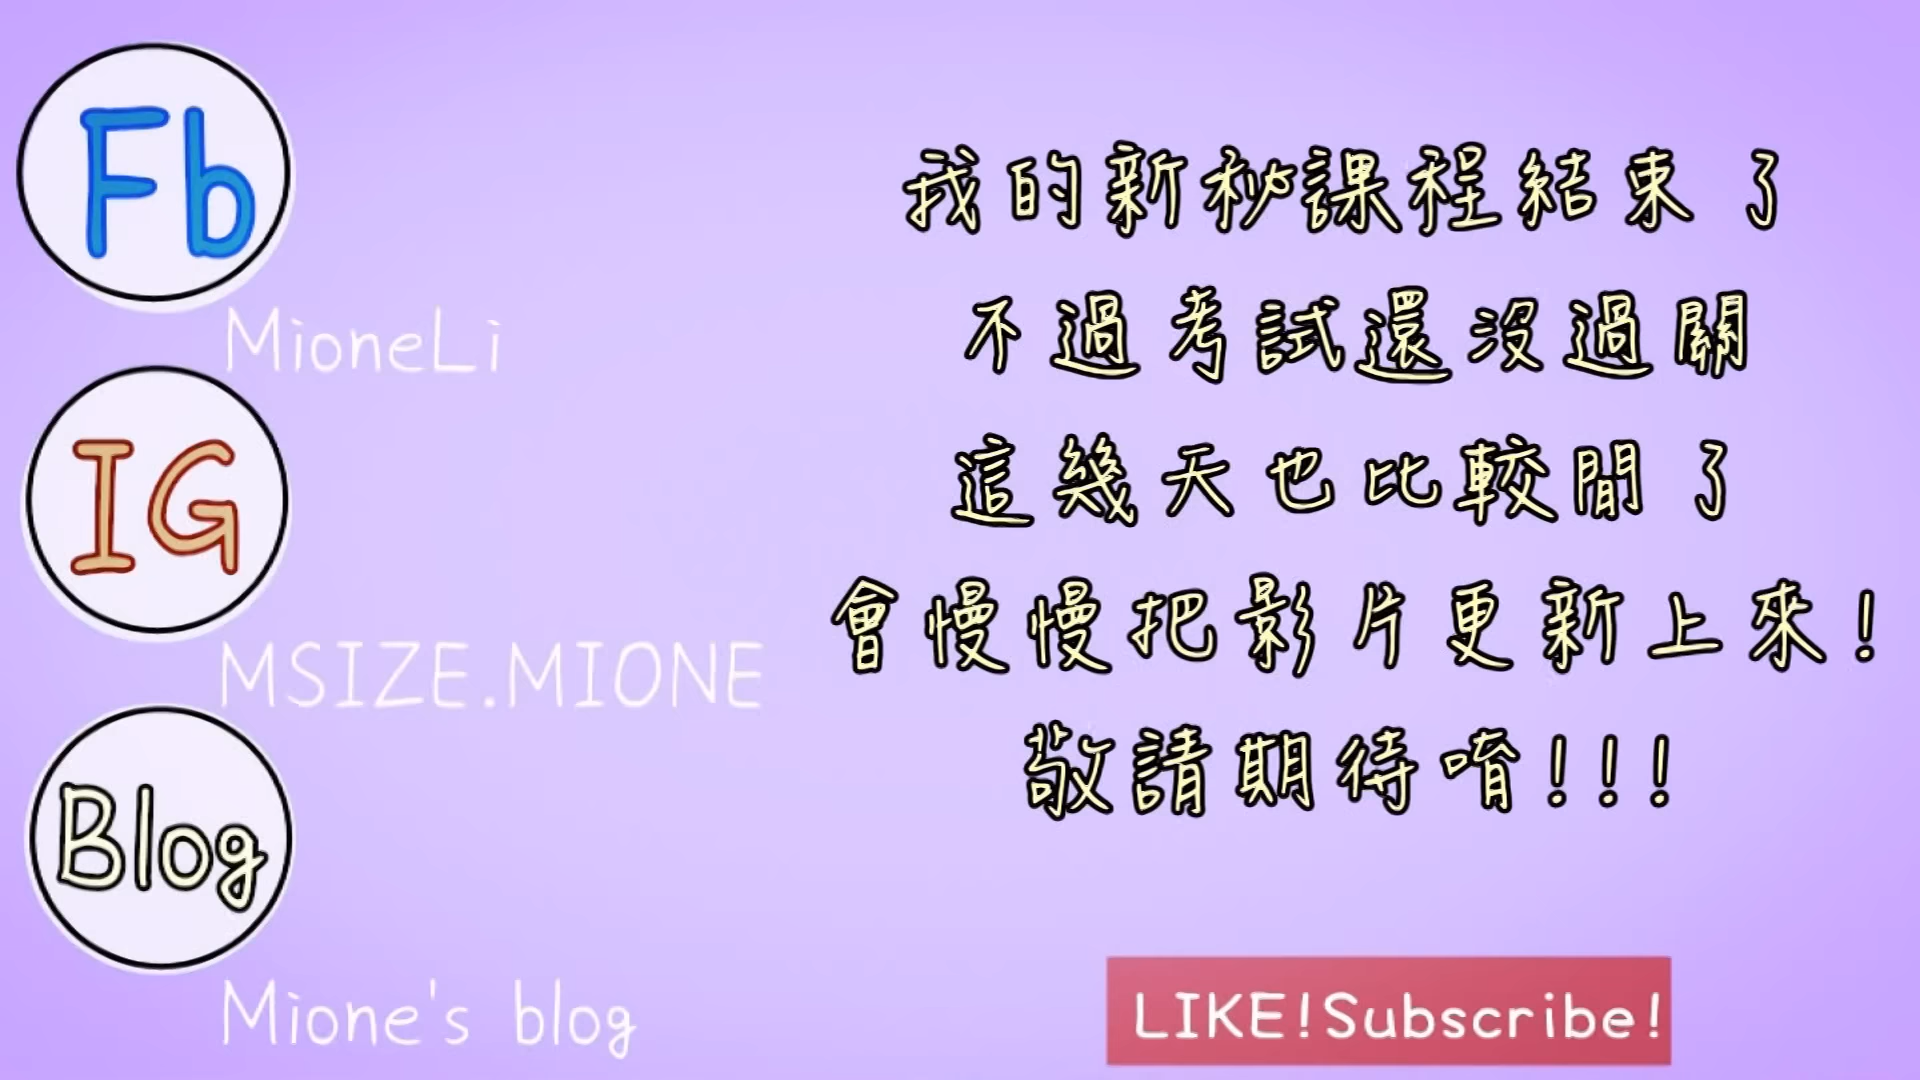 Fb
MioneLi
IG
MSIZE.MIONE
Blog
Mione's blog
我的新秘課程結束了
不過考試還沒過關
這幾天也比較閒了
會慢慢把影片更新上來!
敬請期待唷!!!
LIKE!Subscribe!